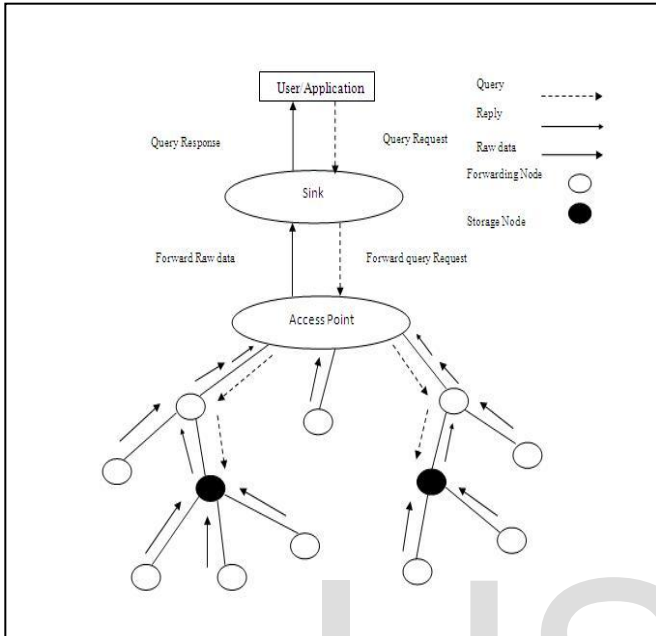 User/Application
Query
Reply
Raw data
Forwarding Node
Storage Node
Query Response
Query Request
Sink
Forward Raw data
Forward query Request
Access Point